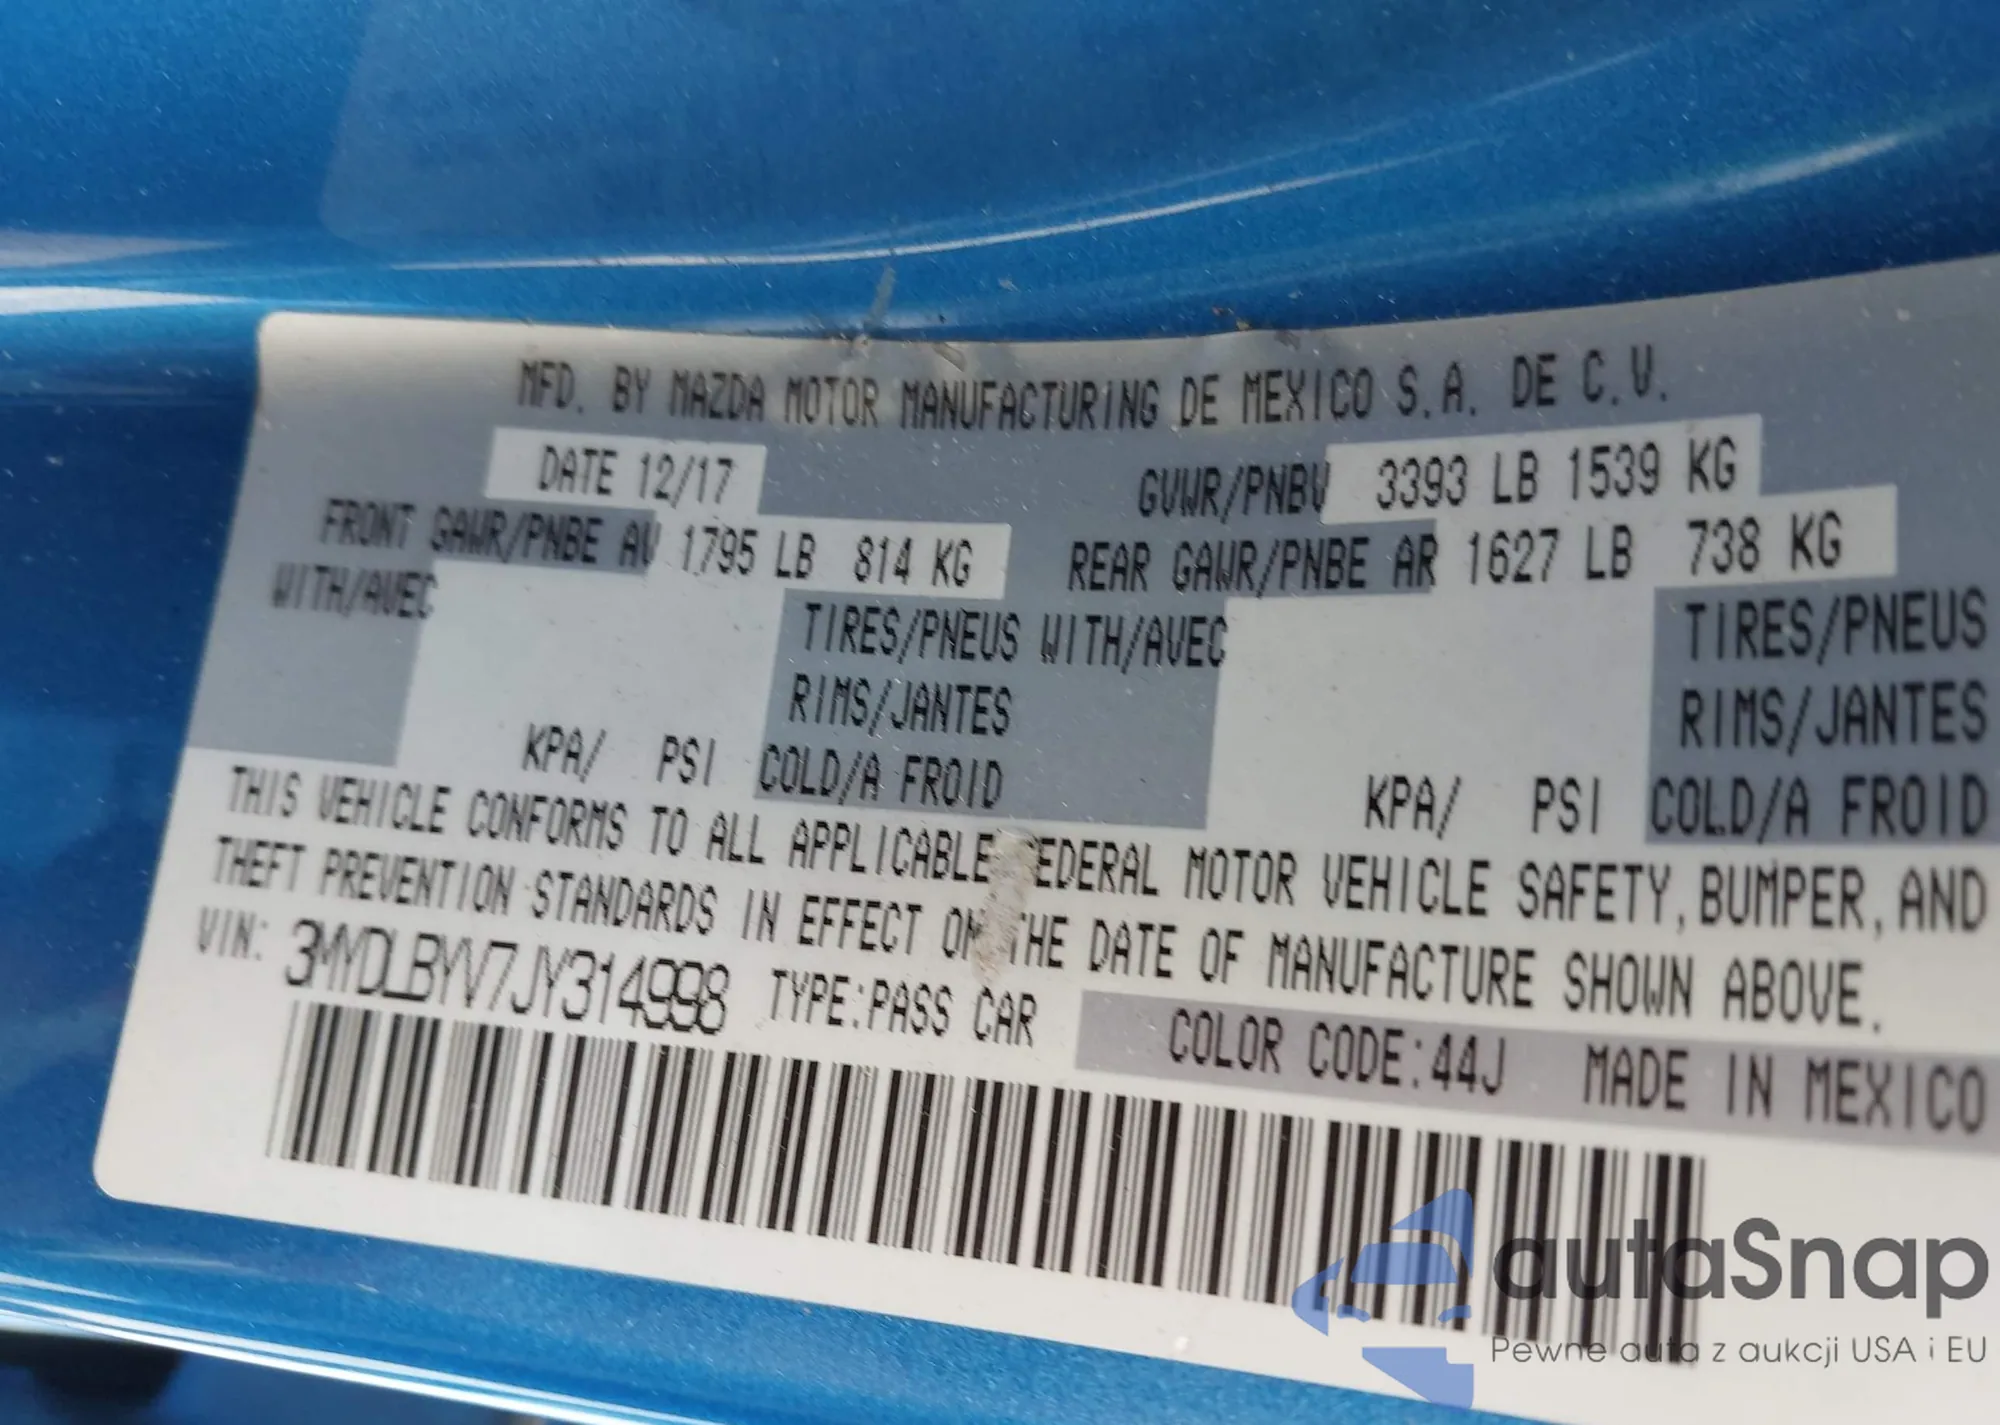 MFD. BY MAZDA MOTOR MANUFACTURING DE MEXICO S.A. DE C.V.
DATE 12/17 GVWR/PNBV 3393 LB 1539 KG
FRONT GAWR/PNBE AV 1795 LB 814 KG REAR GAWR/PNBE AR 1627 LB 738 KG
WITH/AVEC TIRES/PNEUS WITH/AVEC TIRES/PNEUS
RIMS/JANTES RIMS/JANTES
KPA/ PSI COLD/A FROID KPA/ PSI COLD/A FROID
THIS VEHICLE CONFORMS TO ALL APPLICABLE FEDERAL MOTOR VEHICLE SAFETY, BUMPER, AND
THEFT PREVENTION STANDARDS IN EFFECT ON THE DATE OF MANUFACTURE SHOWN ABOVE.
VIN: 3MYDLBYV7JY314998 TYPE:PASS CAR COLOR CODE:44J MADE IN MEXICO
autaSnap
Pewne auta z aukcji USA i EU